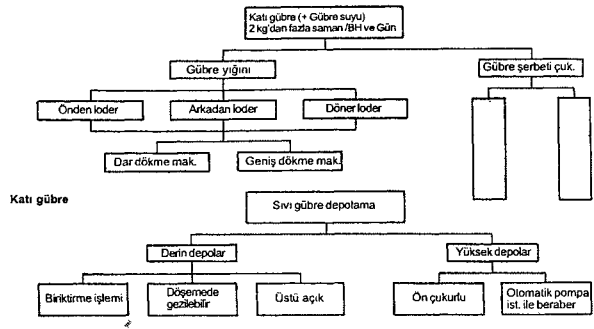 Katı gübre (+ Gübre suyu)
2 kg'dan fazla saman /BH ve Gün
Gübre yığını
Gübre şerbeti çuk.
Önden loder
Arkadan loder
Döner loder
Dar dökme mak.
Geniş dökme mak.
Katı gübre
Sıvı gübre depotama
Derin depolar
Yüksek depolar
Biriktirme işlemi
Döşemede
gezilebilir
Üstü açık
Ön çukurlu
Olomatik pompa
ist. ile beraber